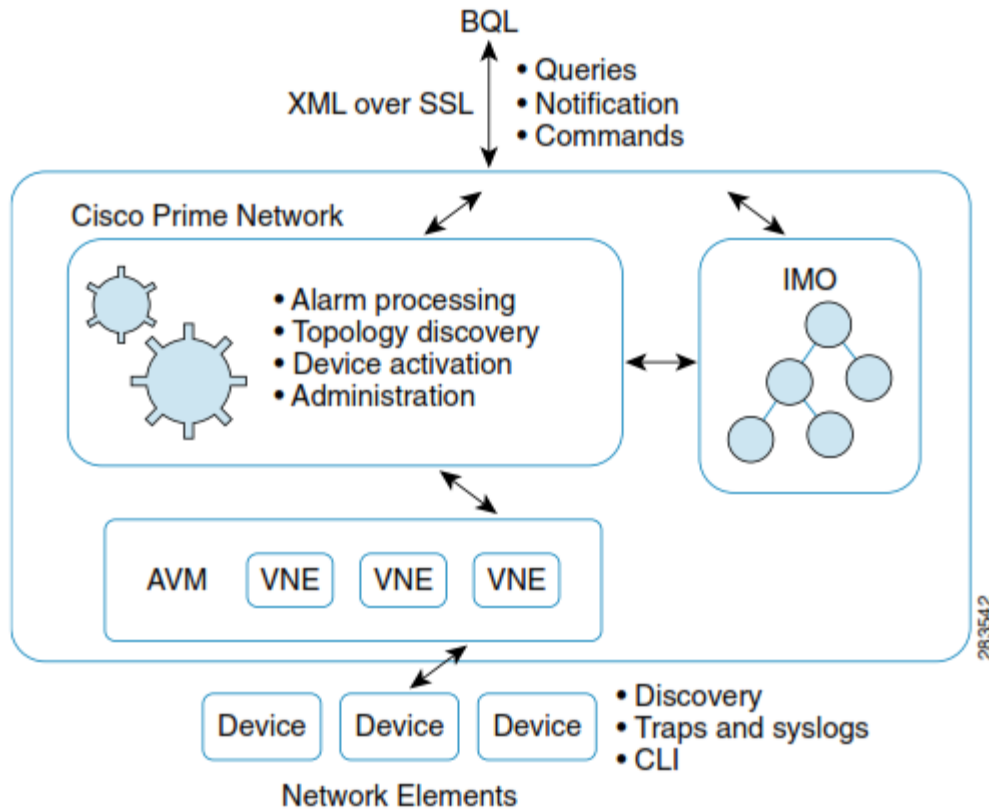 BQL
XML over SSL
• Queries
• Notification
• Commands
Cisco Prime Network
• Alarm processing
• Topology discovery
• Device activation
• Administration
IMO
AVM
VNE
VNE
VNE
283542
Device
Device
Device
• Discovery
• Traps and syslogs
• CLI
Network Elements